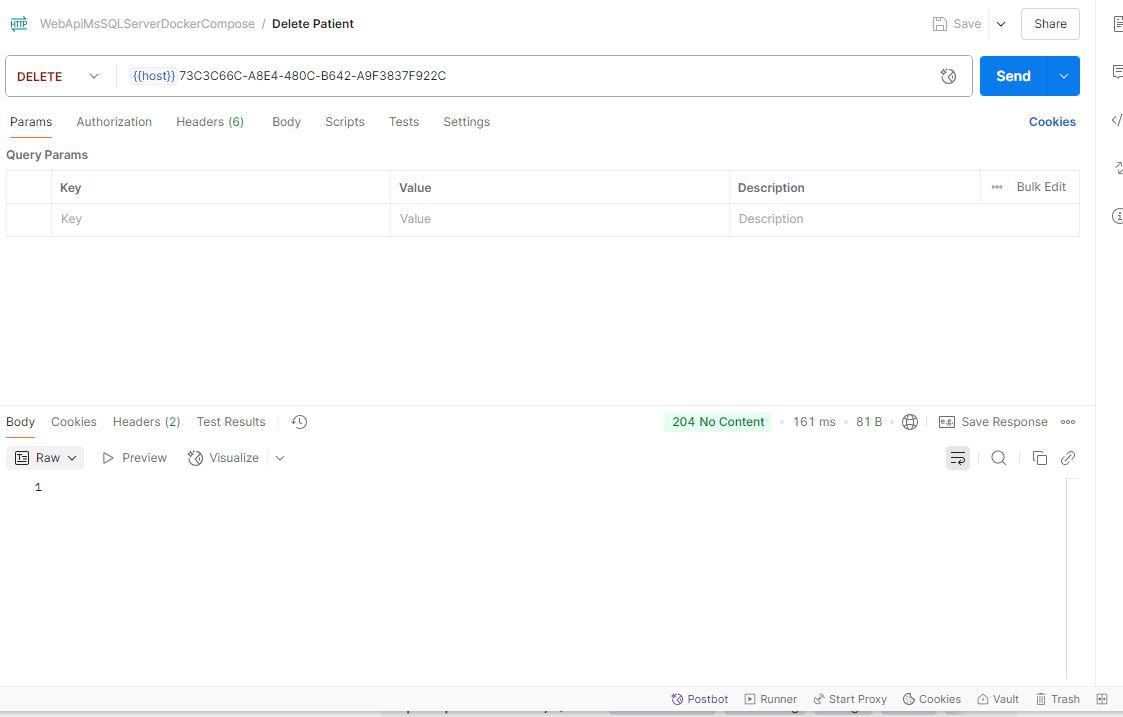 HTTP WebApiMsSQLServerDockerCompose / Delete Patient Save Share
DELETE {{host}} 73C3C66C-A8E4-480C-B642-A9F3837F922C Send
Params Authorization Headers (6) Body Scripts Tests Settings Cookies
Query Params
Key Value Description Bulk Edit
Key Value Description
Body Cookies Headers (2) Test Results 204 No Content 161 ms 81 B e.g. Save Response
Raw Preview Visualize
1
Postbot Runner Start Proxy Cookies Vault Trash